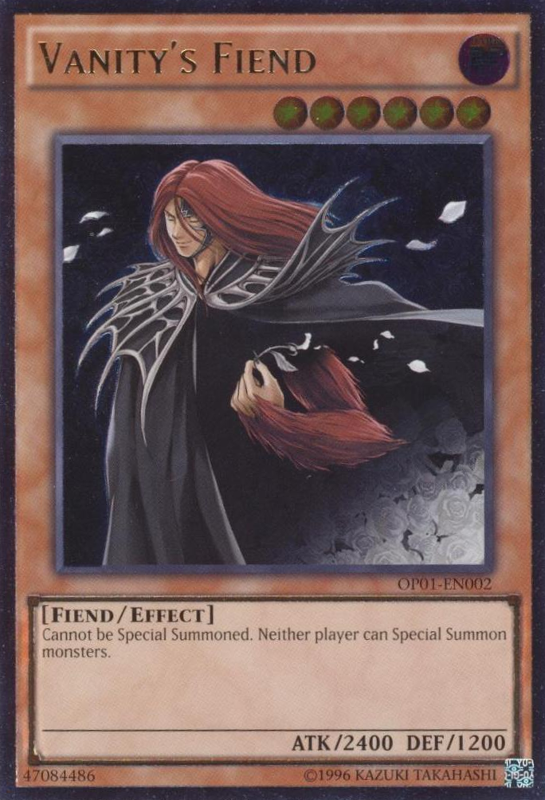 Vanity's Fiend
OP01-EN002
[Fiend/Effect]
Cannot be Special Summoned. Neither player can Special Summon
monsters.
ATK/2400 DEF/1200
47084486
©1996 KAZUKI TAKAHASHI